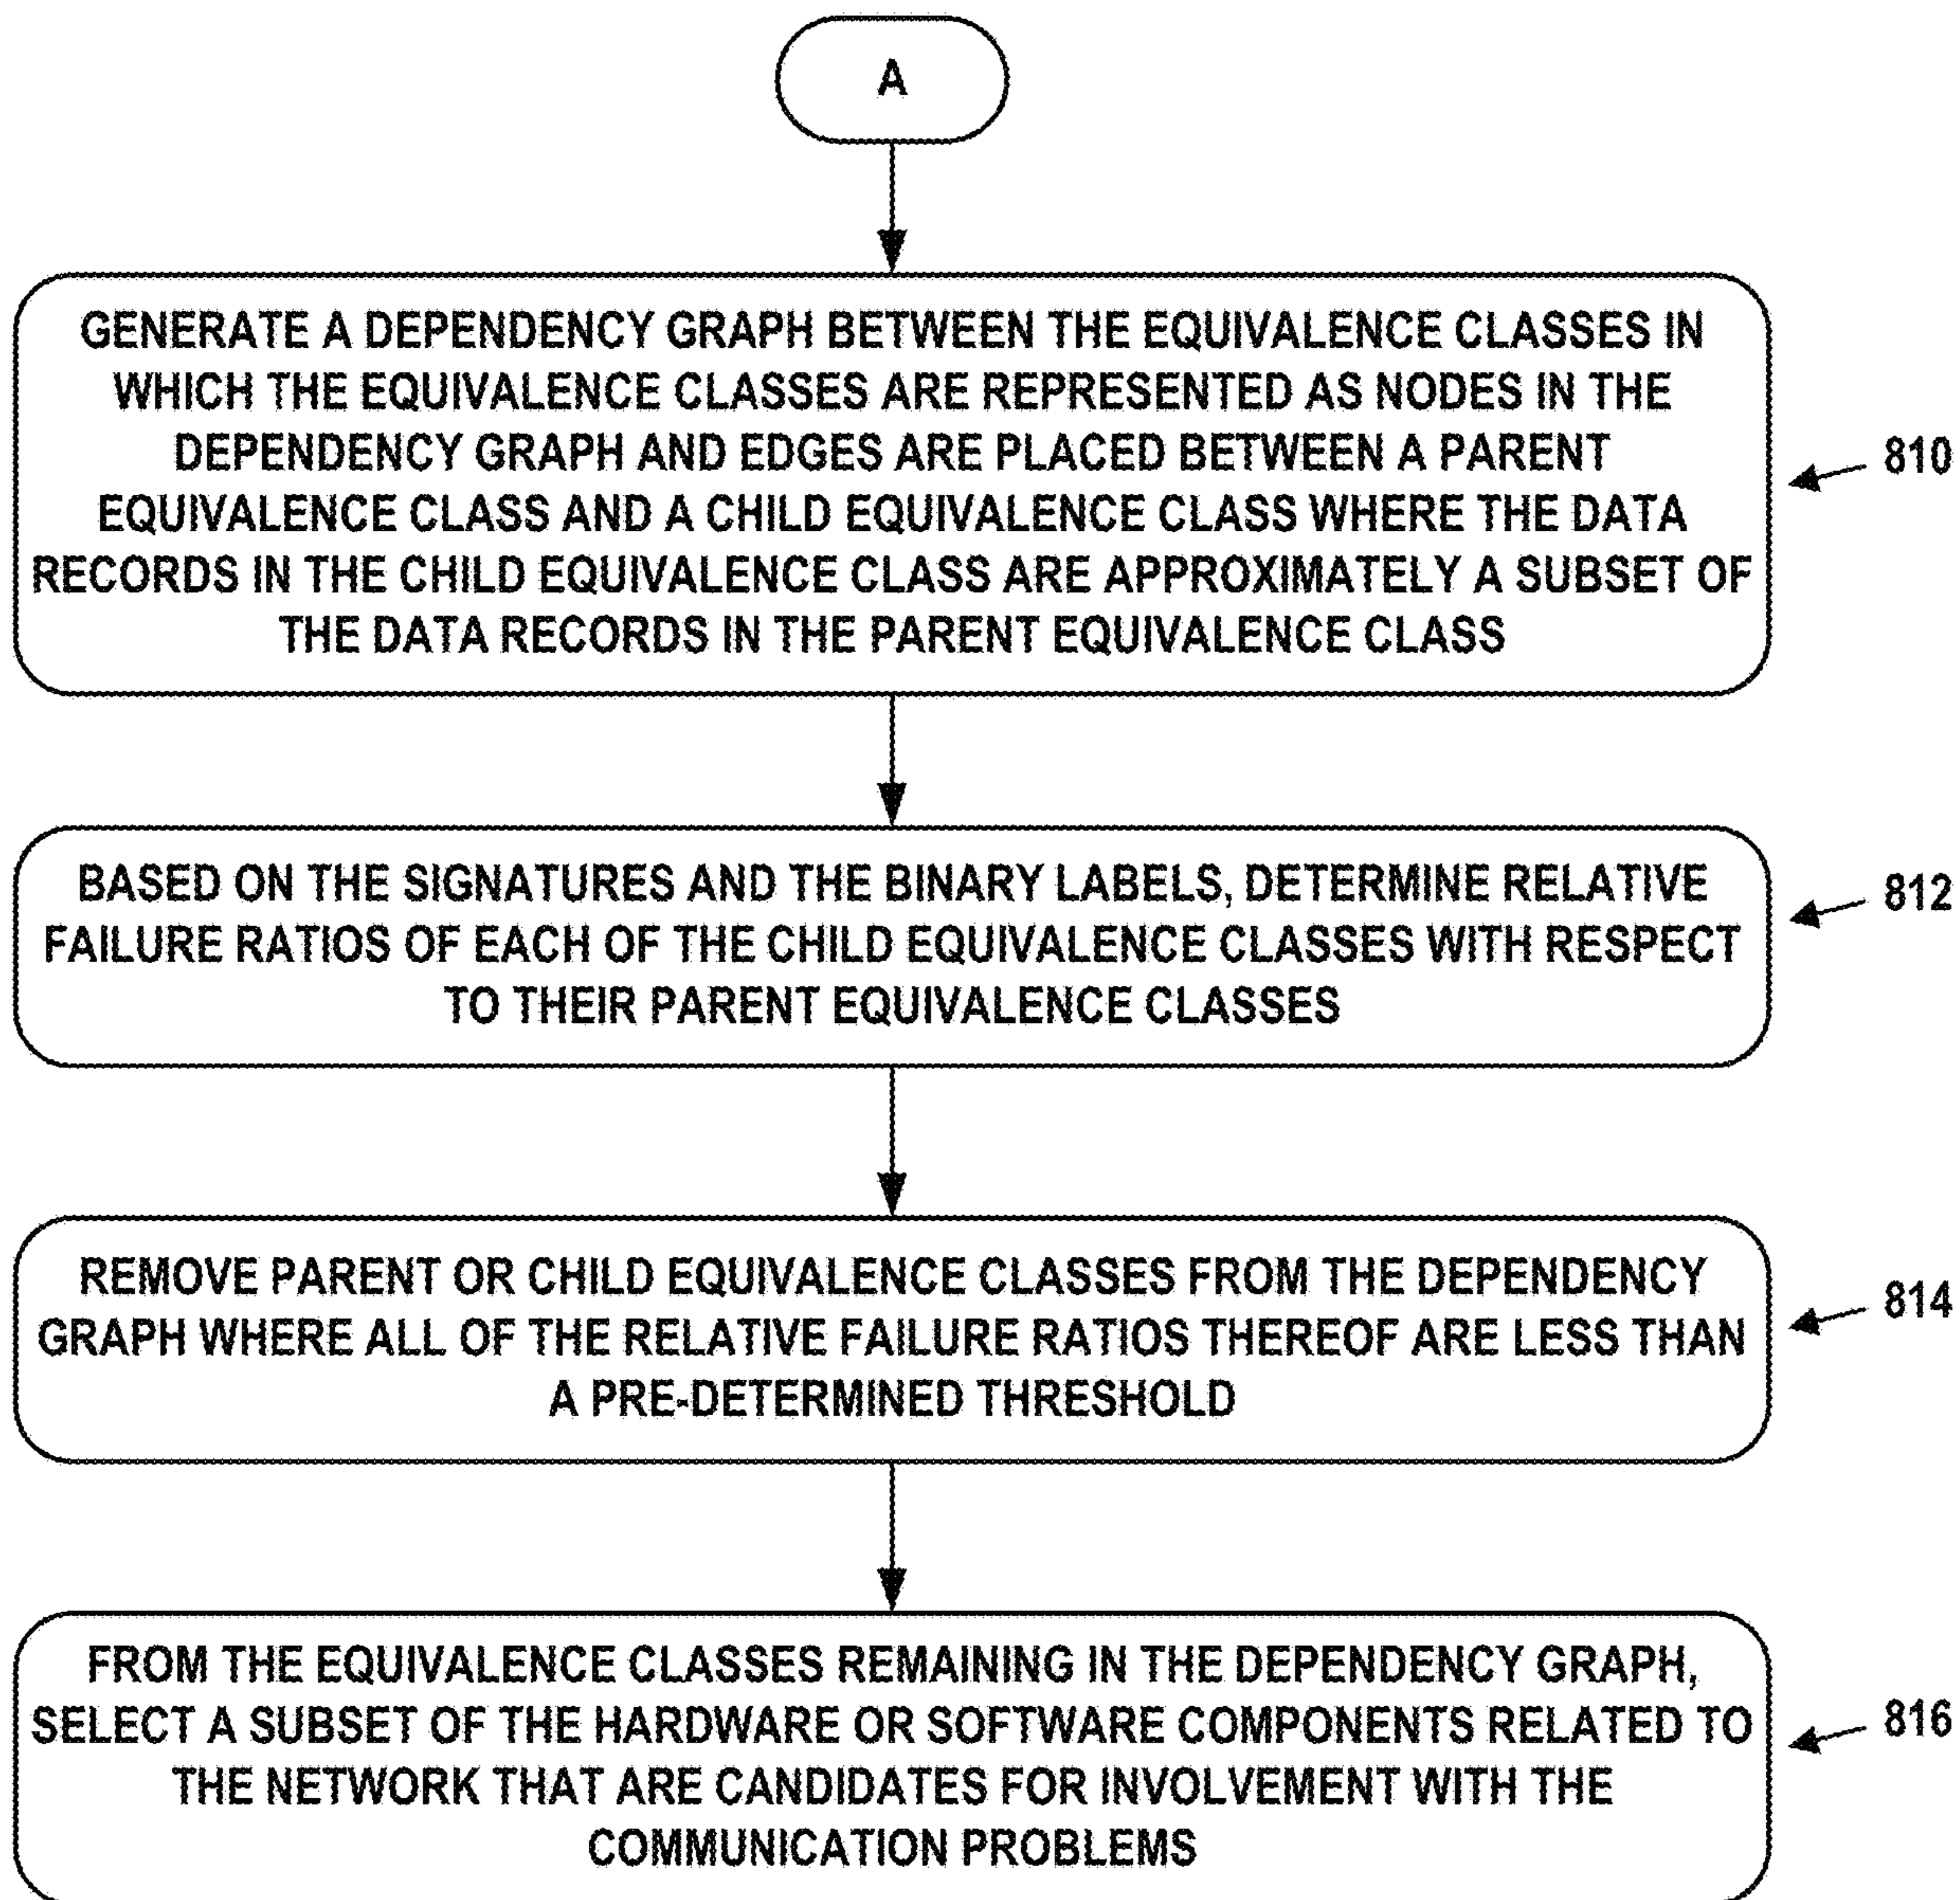 A
GENERATE A DEPENDENCY GRAPH BETWEEN THE EQUIVALENCE CLASSES IN
WHICH THE EQUIVALENCE CLASSES ARE REPRESENTED AS NODES IN THE
DEPENDENCY GRAPH AND EDGES ARE PLACED BETWEEN A PARENT
EQUIVALENCE CLASS AND A CHILD EQUIVALENCE CLASS WHERE THE DATA
RECORDS IN THE CHILD EQUIVALENCE CLASS ARE APPROXIMATELY A SUBSET OF
THE DATA RECORDS IN THE PARENT EQUIVALENCE CLASS
810
BASED ON THE SIGNATURES AND THE BINARY LABELS, DETERMINE RELATIVE
FAILURE RATIOS OF EACH OF THE CHILD EQUIVALENCE CLASSES WITH RESPECT
TO THEIR PARENT EQUIVALENCE CLASSES
812
REMOVE PARENT OR CHILD EQUIVALENCE CLASSES FROM THE DEPENDENCY
GRAPH WHERE ALL OF THE RELATIVE FAILURE RATIOS THEREOF ARE LESS THAN
A PRE-DETERMINED THRESHOLD
814
FROM THE EQUIVALENCE CLASSES REMAINING IN THE DEPENDENCY GRAPH,
SELECT A SUBSET OF THE HARDWARE OR SOFTWARE COMPONENTS RELATED TO
THE NETWORK THAT ARE CANDIDATES FOR INVOLVEMENT WITH THE
COMMUNICATION PROBLEMS
816